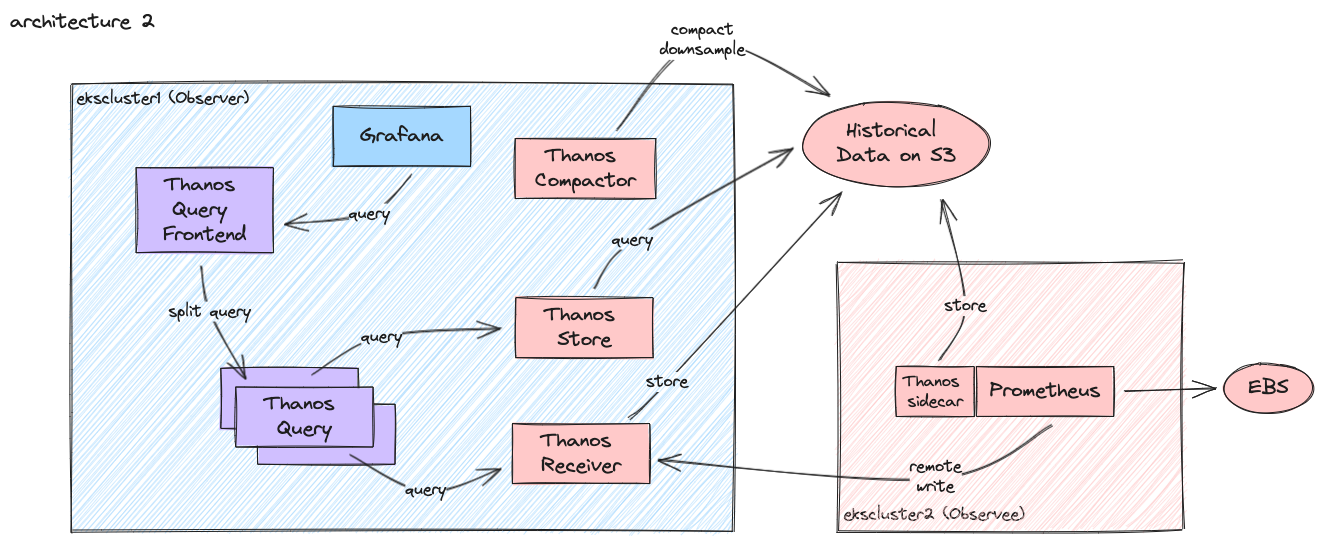 architecture 2
compact
downsample
ekscluster1 (Observer)
Grafana
Thanos
Compactor
Historical
Data on S3
Thanos
Query
Frontend
query
query
split query
Thanos
Store
query
store
store
Thanos
Query
Thanos
Receiver
query
Thanos
sidecar
Prometheus
EBS
remote
write
ekscluster2 (Observee)